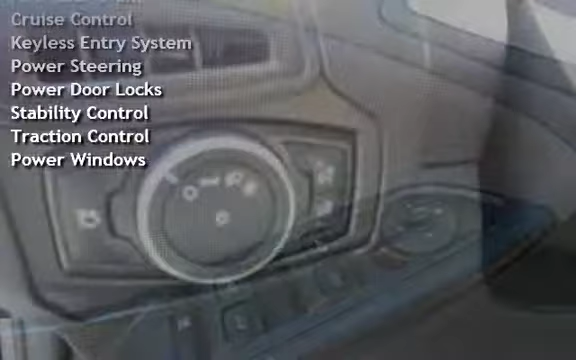 Cruise Control
Keyless Entry System
Power Steering
Power Door Locks
Stability Control
Traction Control
Power Windows